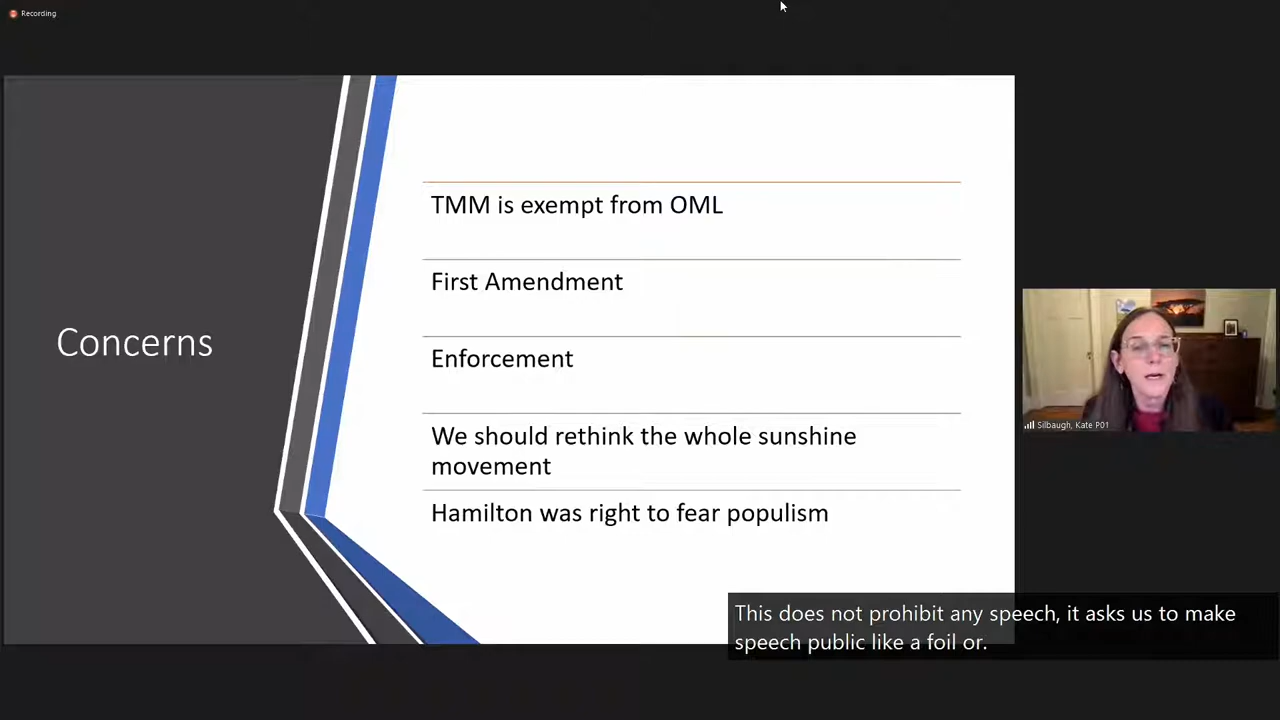 Recording
Concerns
TMM is exempt from OML
First Amendment
Enforcement
We should rethink the whole sunshine
movement
Hamilton was right to fear populism
Silbaugh, Kate P01
This does not prohibit any speech, it asks us to make
speech public like a foil or.